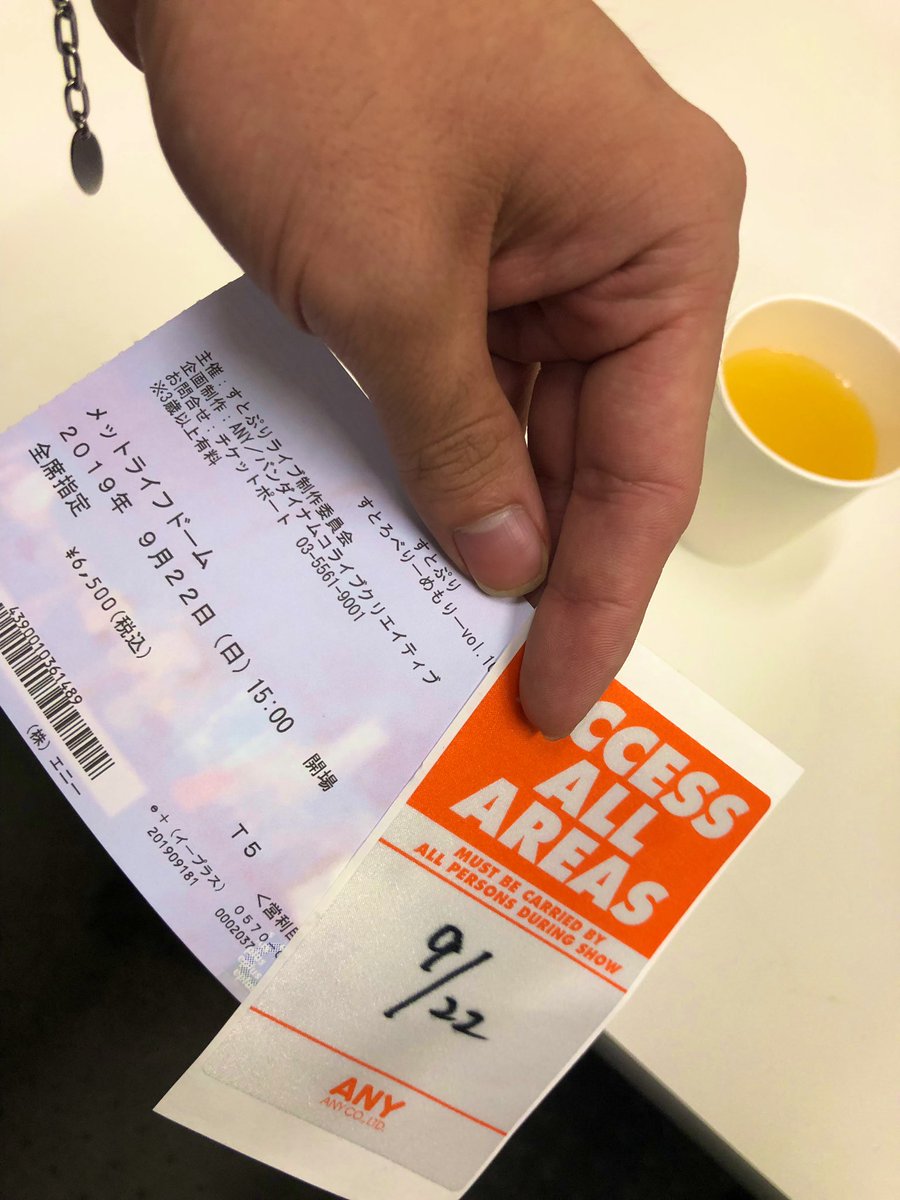 すとぷり
すとろべりーめもりーvol.
主催：すとぷりライブ制作委員会
企画制作：ANY／バンダイナムコライブクリエイティブ
お問合せ：チケットポート 03-5561-9001
※3歳以上有料
メットライフドーム
2019年 9月22日(日) 15:00 開場
全席指定
¥6,500(税込)
T5
4390010361489
(株)エニー
e＋(イープラス)
201909181
0570-
0002037
CCESS
ALL
AREAS
MUST BE CARRIED BY
ALL PERSONS DURING SHOW
9/22
ANY
ANY CO., LTD.